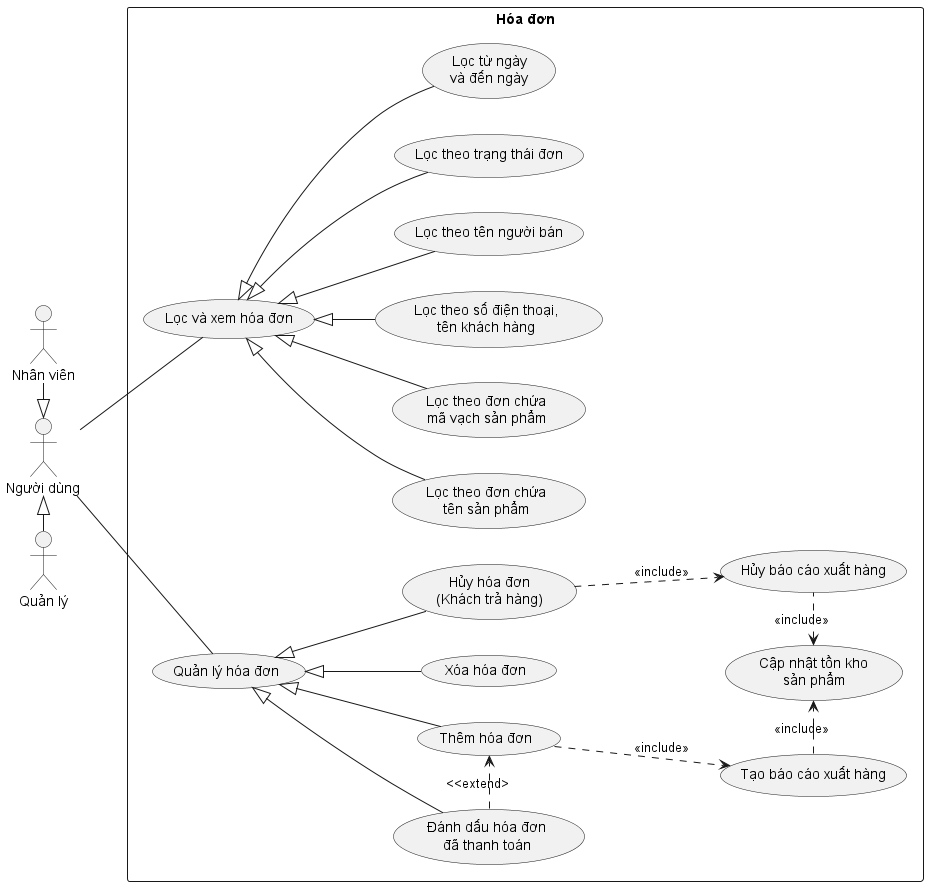 Hóa đơn
Lọc từ ngày
và đến ngày
Lọc theo trạng thái đơn
Lọc theo tên người bán
Lọc theo số điện thoại,
tên khách hàng
Lọc và xem hóa đơn
Lọc theo đơn chứa
mã vạch sản phẩm
Lọc theo đơn chứa
tên sản phẩm
Nhân viên
Người dùng
Quản lý
Hủy hóa đơn
(Khách trả hàng)
«include»
Hủy báo cáo xuất hàng
«include»
Quản lý hóa đơn
Xóa hóa đơn
Cập nhật tồn kho
sản phẩm
«include»
Thêm hóa đơn
«include»
Tạo báo cáo xuất hàng
<<extend>
Đánh dấu hóa đơn
đã thanh toán